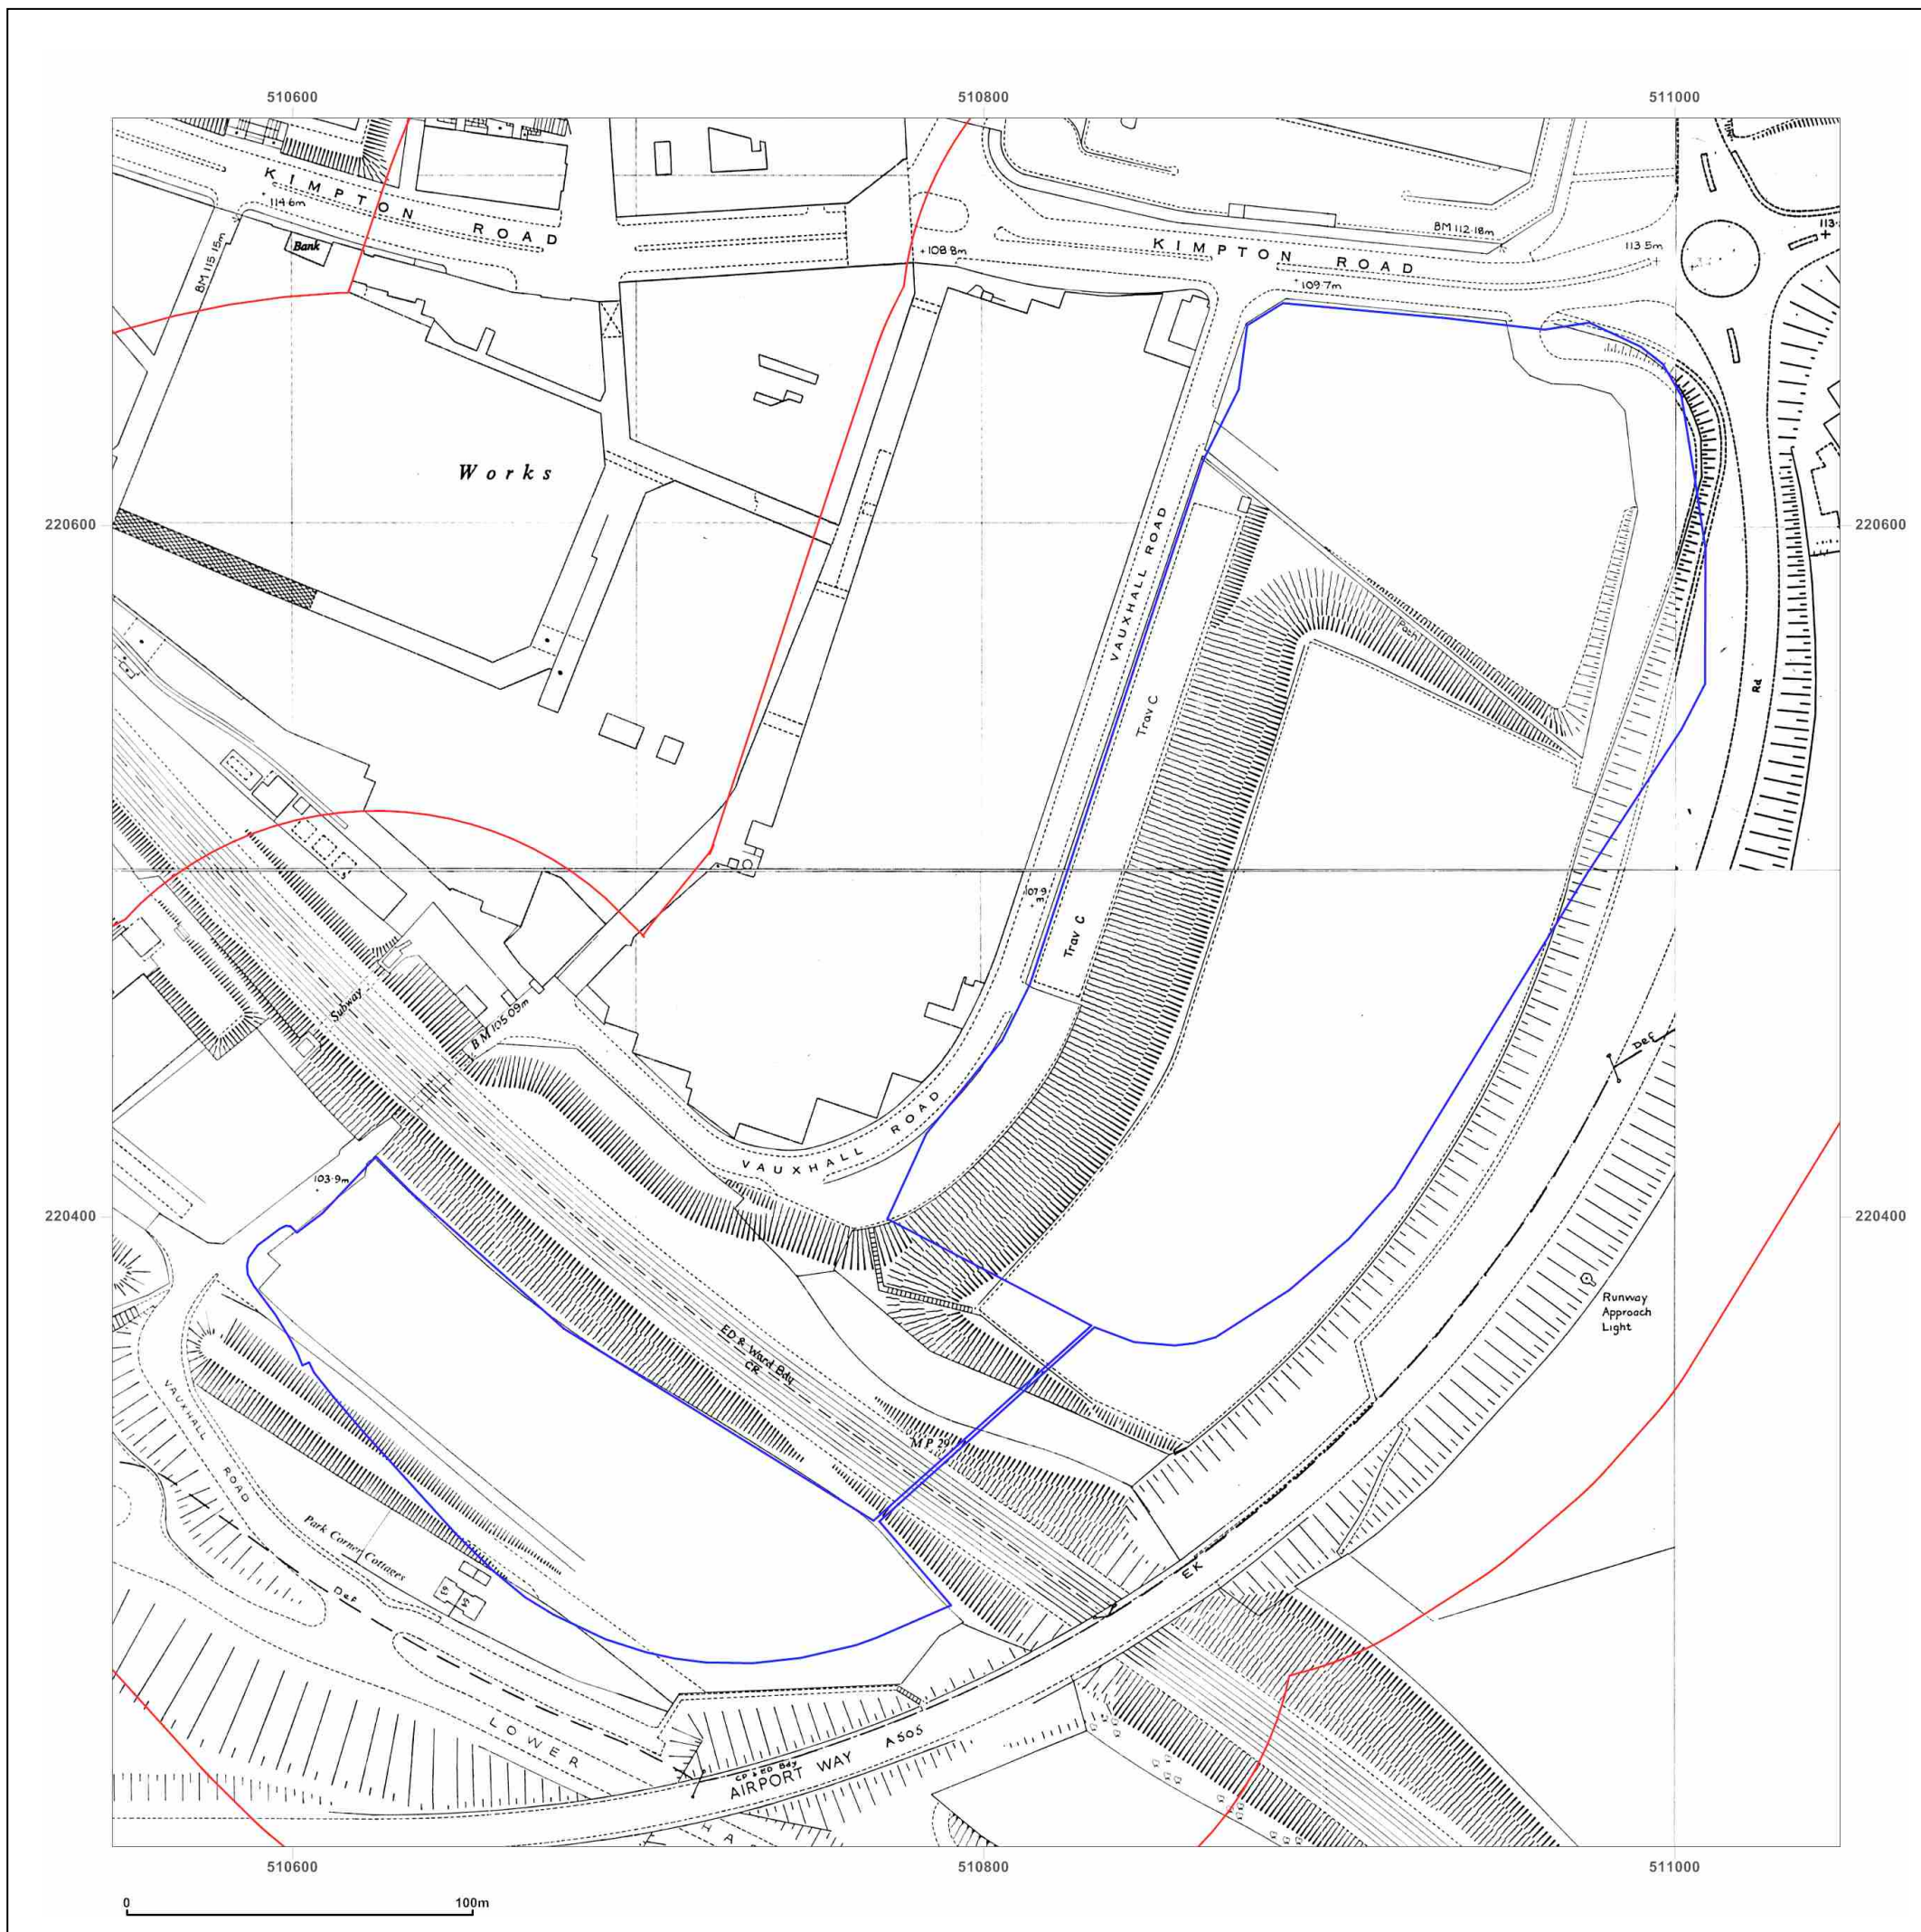 510600
510800
511000
KIMPTON ROAD
114·6m
BM 115·15m
Bank
108·8m
KIMPTON ROAD
BM 112·18m
113·5m
113·
109·7m
Works
220600
220600
VAUXHALL ROAD
Path
Trav C
Rd
107·9
Trav C
Subway
BM 105·09m
Def
VAUXHALL ROAD
103·9m
220400
220400
Runway
Approach
Light
ED & Ward Bdy
CR
VAUXHALL ROAD
M P 29
Park Corner Cottages
Def
EK
LOWER
CP & ED Bdy
AIRPORT WAY A505
HA
510600
510800
511000
0
100m